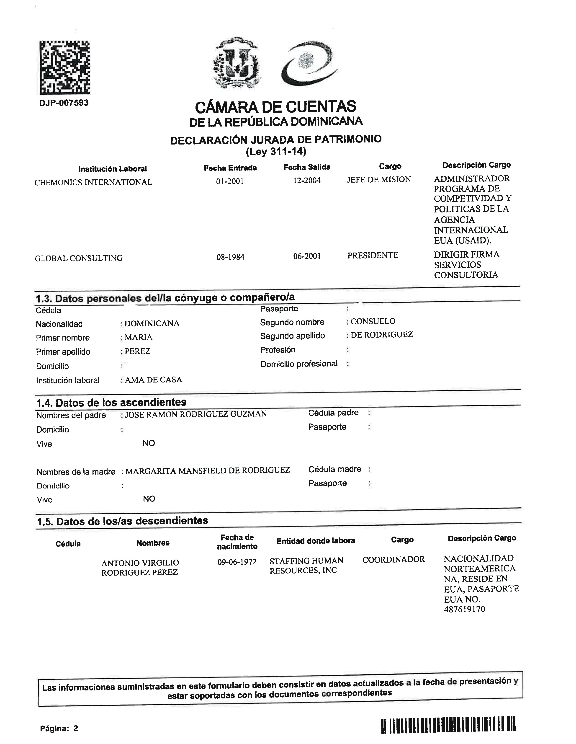 DJP-007593
CÁMARA DE CUENTAS
DE LA REPÚBLICA DOMINICANA
DECLARACIÓN JURADA DE PATRIMONIO
(Ley 311-14)
Institución Laboral Fecha Entrada Fecha Salida Cargo Descripción Cargo
CHEMONICS INTERNATIONAL 01-2001 12-2004 JEFE DE MISION ADMINISTRADOR
PROGRAMA DE
COMPETIVIDAD Y
POLITICAS DE LA
AGENCIA
INTERNACIONAL
EUA (USAID).
GLOBAL CONSULTING 08-1984 06-2001 PRESIDENTE DIRIGIR FIRMA
SERVICIOS
CONSULTORIA
1.3. Datos personales del/la cónyuge o compañero/a
Cédula Pasaporte :
Nacionalidad : DOMINICANA Segundo nombre : CONSUELO
Primer nombre : MARIA Segundo apellido : DE RODRIGUEZ
Primer apellido : PEREZ Profesión :
Domicilio : Domicilio profesional :
Institución laboral : AMA DE CASA
1.4. Datos de los ascendientes
Nombres del padre : JOSE RAMON RODRIGUEZ GUZMAN Cédula padre :
Domicilio : Pasaporte :
Vive NO
Nombres de la madre : MARGARITA MANSFIELD DE RODRIGUEZ Cédula madre :
Domicilio : Pasaporte :
Vive NO
1.5. Datos de los/as descendientes
Cédula Nombres Fecha de nacimiento Entidad donde labora Cargo Descripción Cargo
ANTONIO VIRGILIO RODRIGUEZ PEREZ 09-06-1977 STAFFING HUMAN RESOURCES, INC COORDINADOR NACIONALIDAD
NORTEAMERICA
NA, RESIDE EN
EUA, PASAPORTE
EUA NO.
487619170
Las informaciones suministradas en este formulario deben consistir en datos actualizados a la fecha de presentación y
estar soportadas con los documentos correspondientes
Página: 2